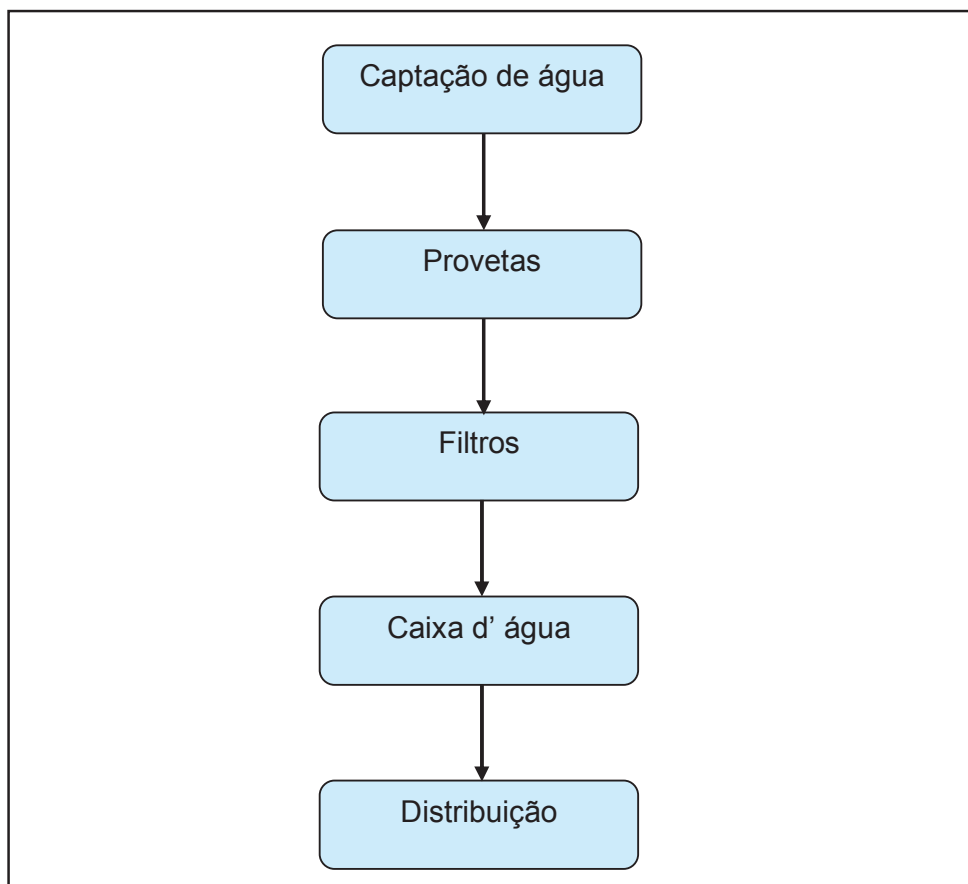 Captação de água
Provetas
Filtros
Caixa d’ água
Distribuição